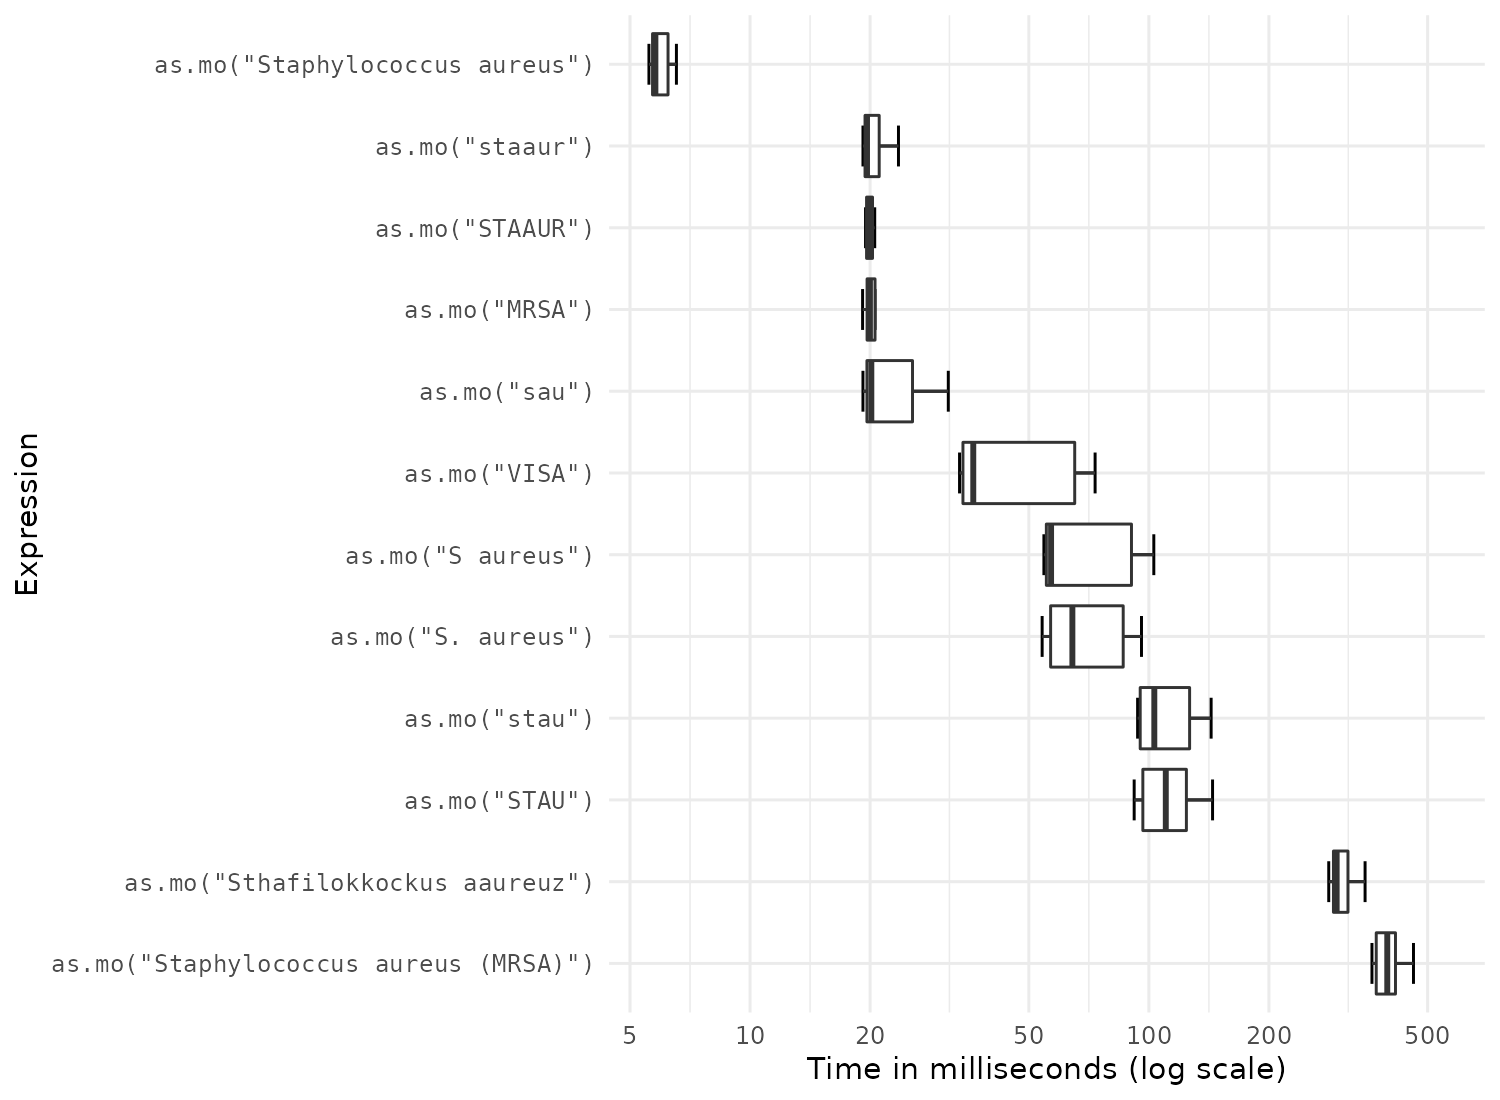 as.mo("Staphylococcus aureus")
as.mo("staaur")
as.mo("STAAUR")
as.mo("MRSA")
as.mo("sau")
as.mo("VISA")
as.mo("S aureus")
as.mo("S. aureus")
as.mo("stau")
as.mo("STAU")
as.mo("Sthafilokkockus aaureuz")
as.mo("Staphylococcus aureus (MRSA)")
Expression
5 10 20 50 100 200 500
Time in milliseconds (log scale)